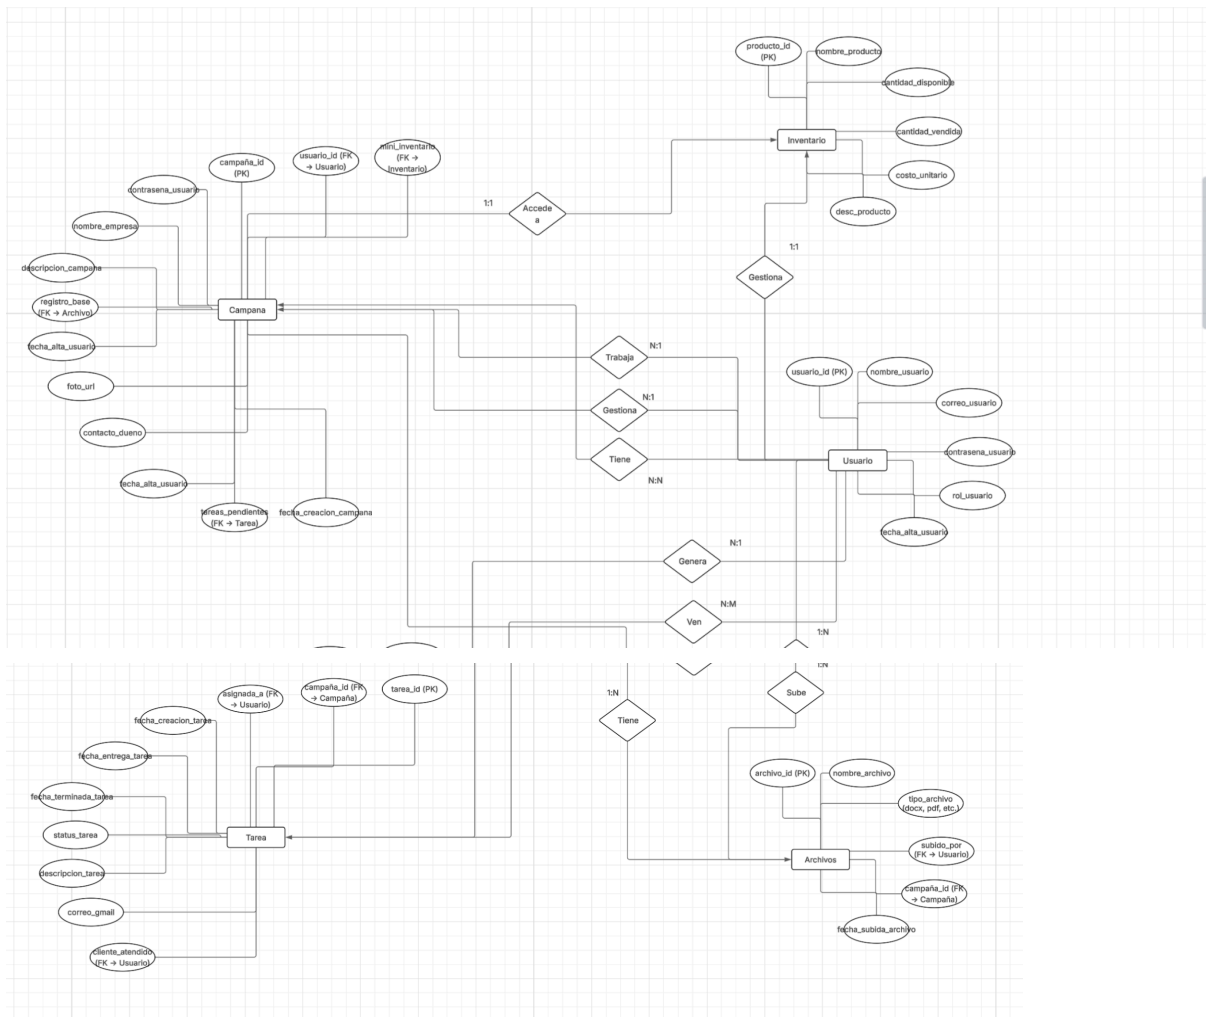 producto_id
(PK)
nombre_producto
cantidad_disponible
cantidad_vendida
Inventario
costo_unitario
desc_producto
mini_inventario
(FK →
Inventario)
usuario_id (FK
→ Usuario)
campaña_id
(PK)
contrasena_usuario
nombre_empresa
descripcion_campana
registro_base
(FK → Archivo)
fecha_alta_usuario
foto_url
contacto_dueno
fecha_alta_usuario
tareas_pendientes
(FK → Tarea)
fecha_creacion_campana
Campana
1:1
Accede
a
1:1
Gestiona
Trabaja
N:1
Gestiona
N:1
Tiene
N:N
usuario_id (PK)
nombre_usuario
correo_usuario
contrasena_usuario
Usuario
rol_usuario
fecha_alta_usuario
N:1
Genera
N:M
Ven
1:N
1:N
asignada_a (FK
→ Usuario)
campaña_id (FK
→ Campaña)
tarea_id (PK)
fecha_creacion_tarea
fecha_entrega_tarea
fecha_terminada_tarea
status_tarea
descripcion_tarea
correo_gmail
cliente_atendido
(FK → Usuario)
Tarea
1:N
Tiene
Sube
archivo_id (PK)
nombre_archivo
tipo_archivo
(docx, pdf, etc.)
subido_por
(FK → Usuario)
Archivos
campaña_id (FK
→ Campaña)
fecha_subida_archivo